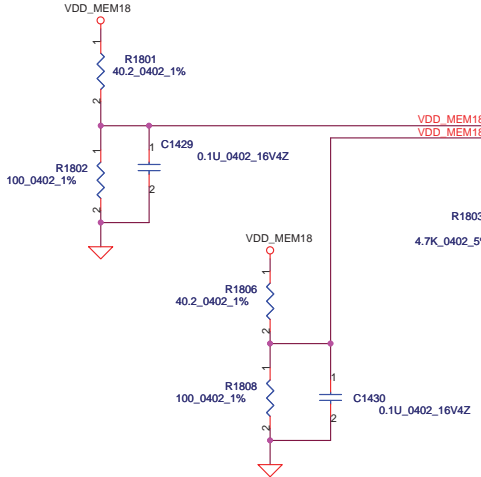 VDD_MEM18
1
R1801
40.2_0402_1%
2
VDD_MEM18
VDD_MEM18
1
1
C1429
0.1U_0402_16V4Z
R1802
100_0402_1%
2
2
R1803
VDD_MEM18
4.7K_0402_5%
1
R1806
40.2_0402_1%
2
1
1
R1808
100_0402_1%
C1430
0.1U_0402_16V4Z
2
2